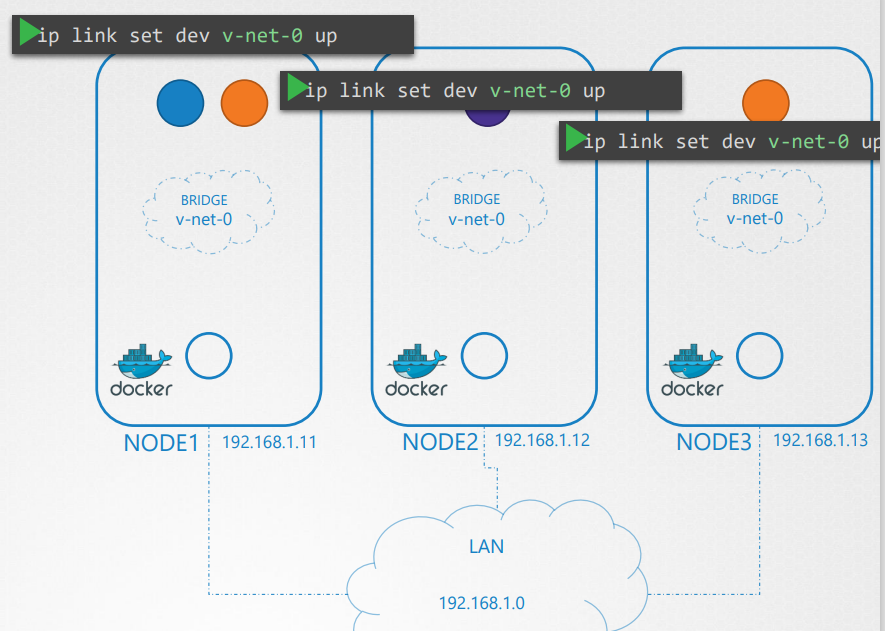 ip link set dev v-net-0 up
ip link set dev v-net-0 up
ip link set dev v-net-0 up
BRIDGE
v-net-0
BRIDGE
v-net-0
BRIDGE
v-net-0
docker
docker
docker
NODE1 192.168.1.11
NODE2 192.168.1.12
NODE3 192.168.1.13
LAN
192.168.1.0